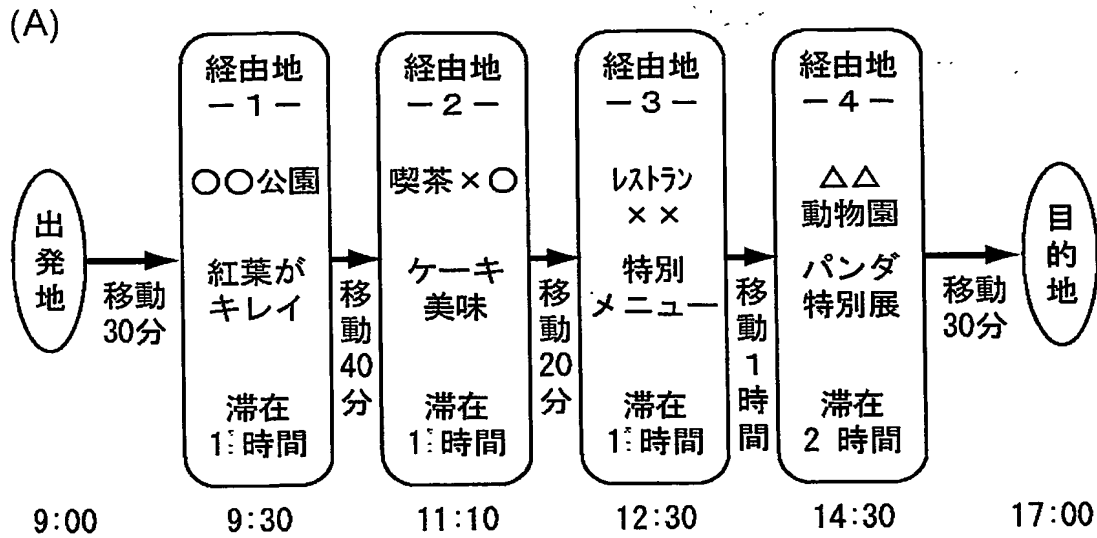 (A)
出発地
移動
30分
経由地
－1－
○○公園
紅葉が
キレイ
滞在
1時間
移動40分
経由地
－2－
喫茶×○
ケーキ
美味
滞在
1時間
移動20分
経由地
－3－
レストラン
××
特別
メニュー
滞在
1時間
移動1時間
経由地
－4－
△△
動物園
パンダ
特別展
滞在
2時間
移動
30分
目的地
9:00
9:30
11:10
12:30
14:30
17:00